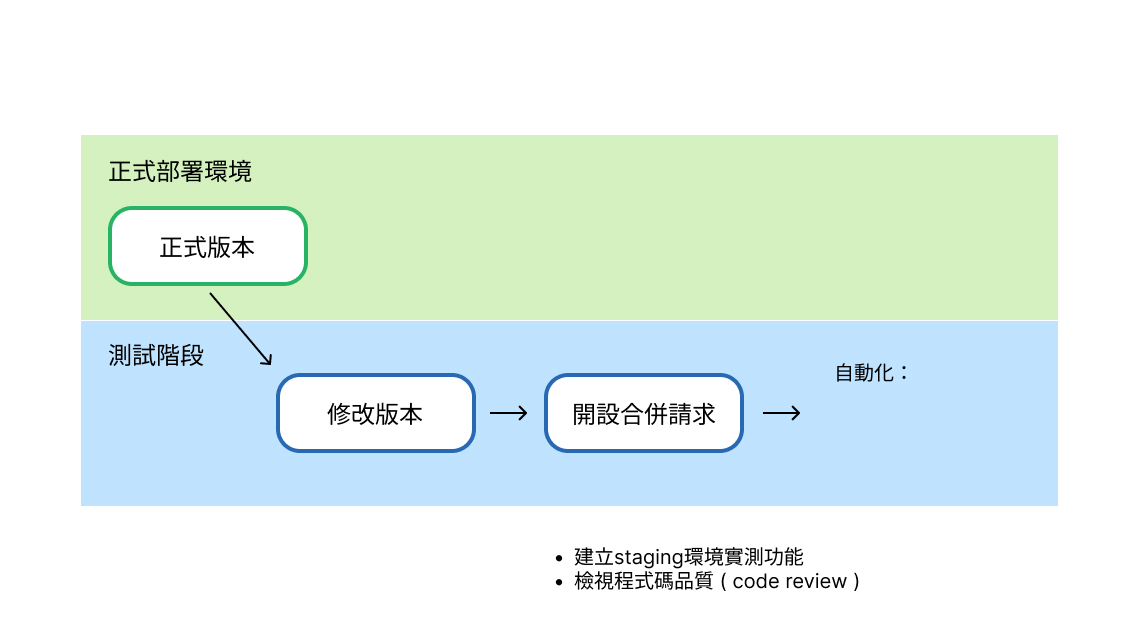 正式部署環境
正式版本
測試階段
自動化：
修改版本
開設合併請求
• 建立staging環境實測功能
• 檢視程式碼品質 ( code review )